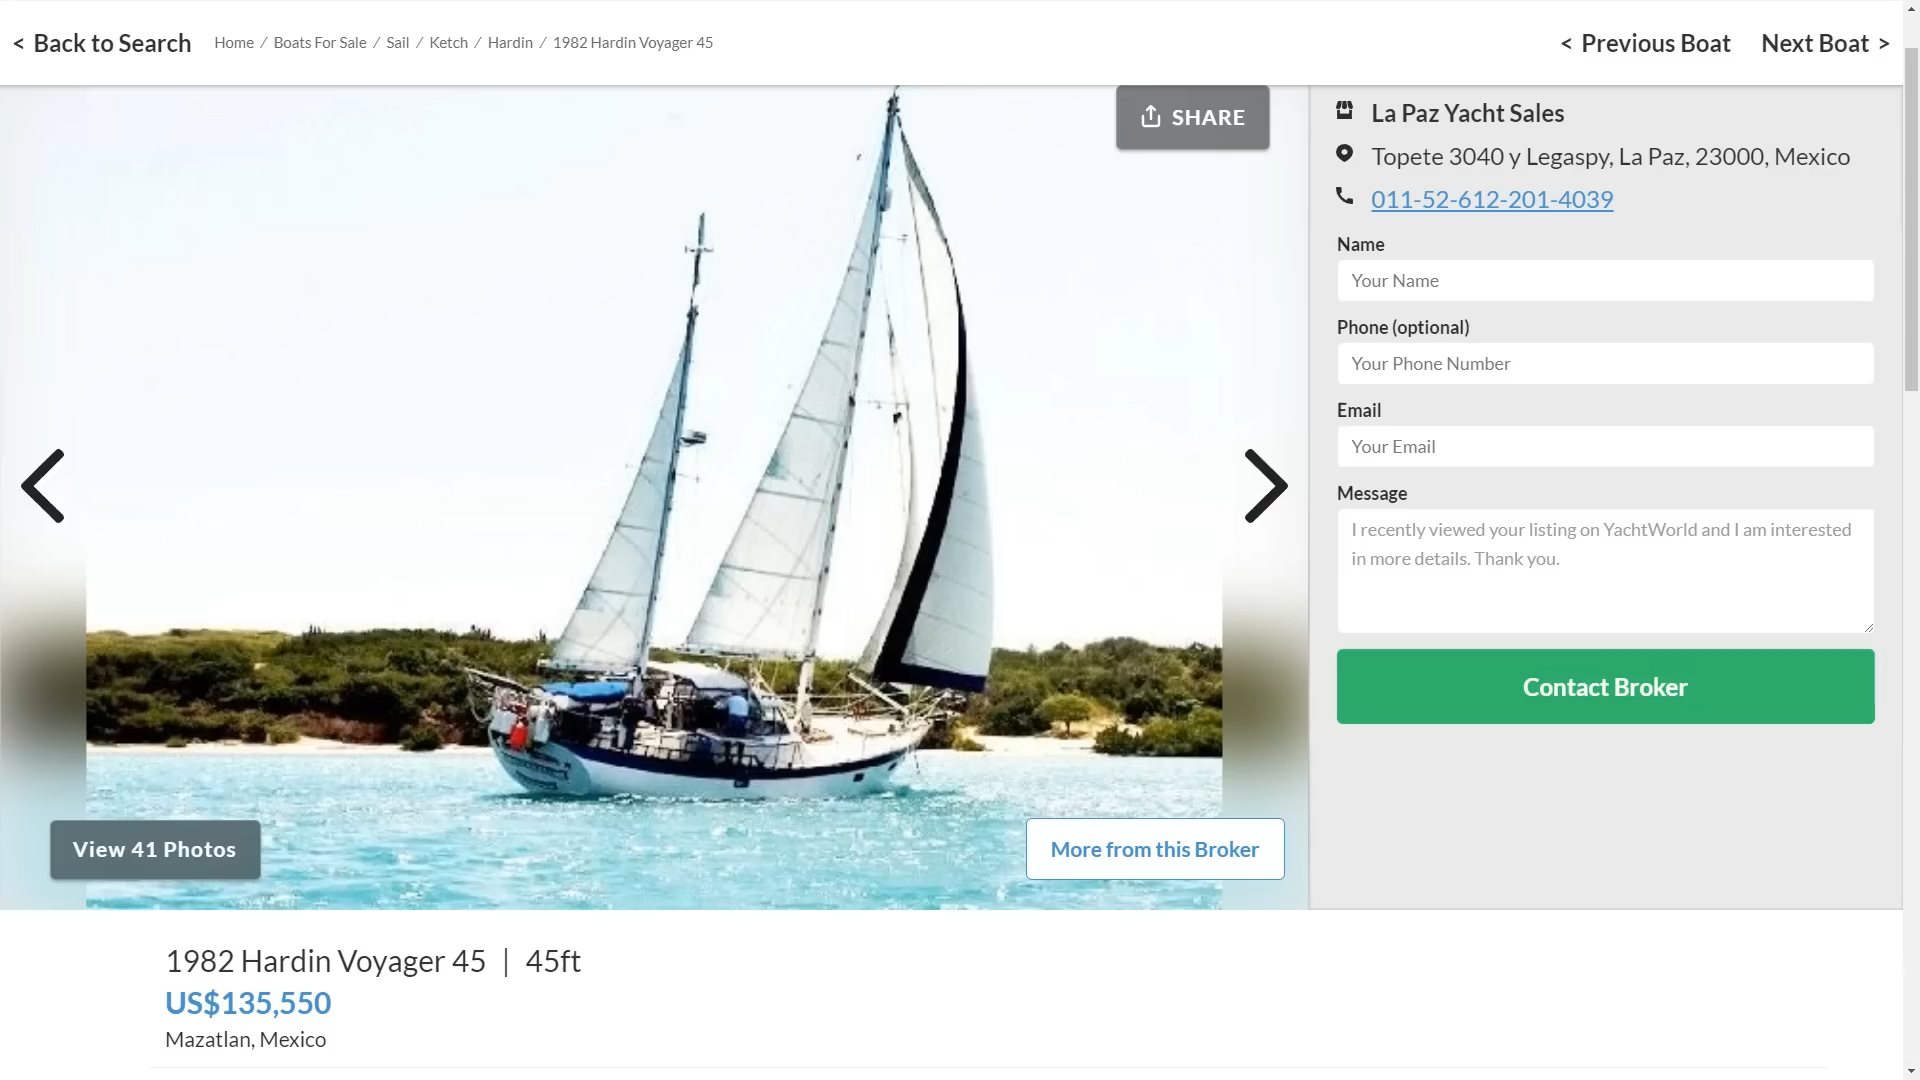 < Back to Search
Home / Boats For Sale / Sail / Ketch / Hardin / 1982 Hardin Voyager 45
< Previous Boat
Next Boat >
SHARE
La Paz Yacht Sales
Topete 3040 y Legaspy, La Paz, 23000, Mexico
011-52-612-201-4039
Name
Your Name
Phone (optional)
Your Phone Number
Email
Your Email
Message
I recently viewed your listing on YachtWorld and I am interested
in more details. Thank you.
Contact Broker
View 41 Photos
More from this Broker
1982 Hardin Voyager 45 | 45ft
US$135,550
Mazatlan, Mexico